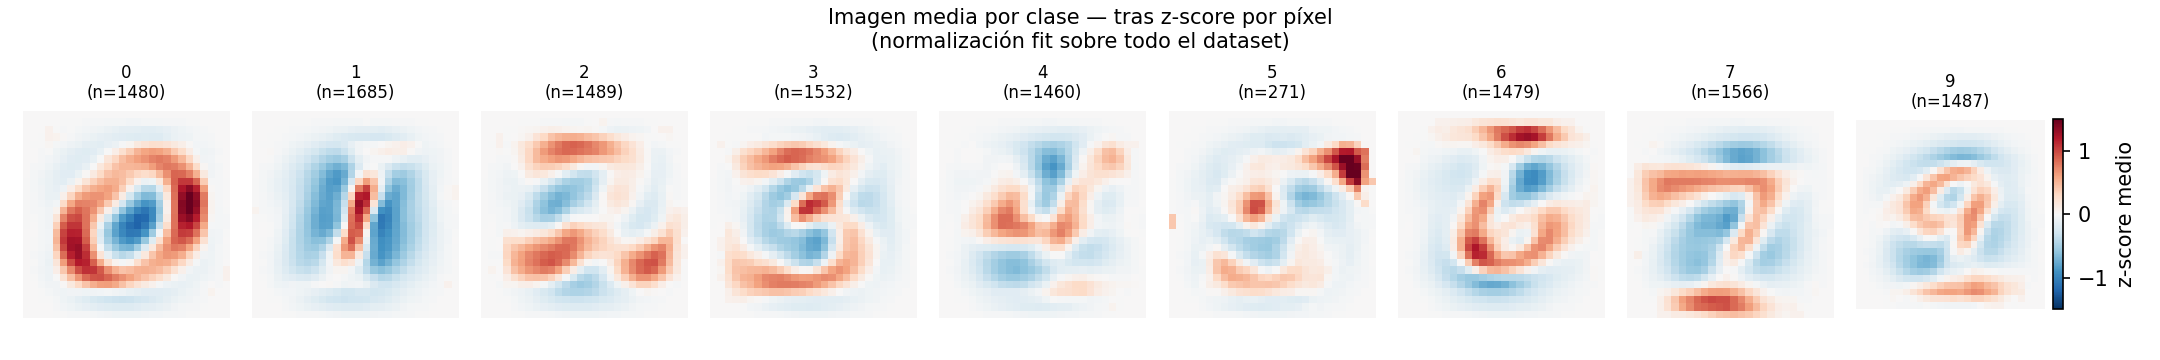 Imagen media por clase — tras z-score por píxel
(normalización fit sobre todo el dataset)
0
(n=1480)
1
(n=1685)
2
(n=1489)
3
(n=1532)
4
(n=1460)
5
(n=271)
6
(n=1479)
7
(n=1566)
9
(n=1487)
1
0
−1
z-score medio